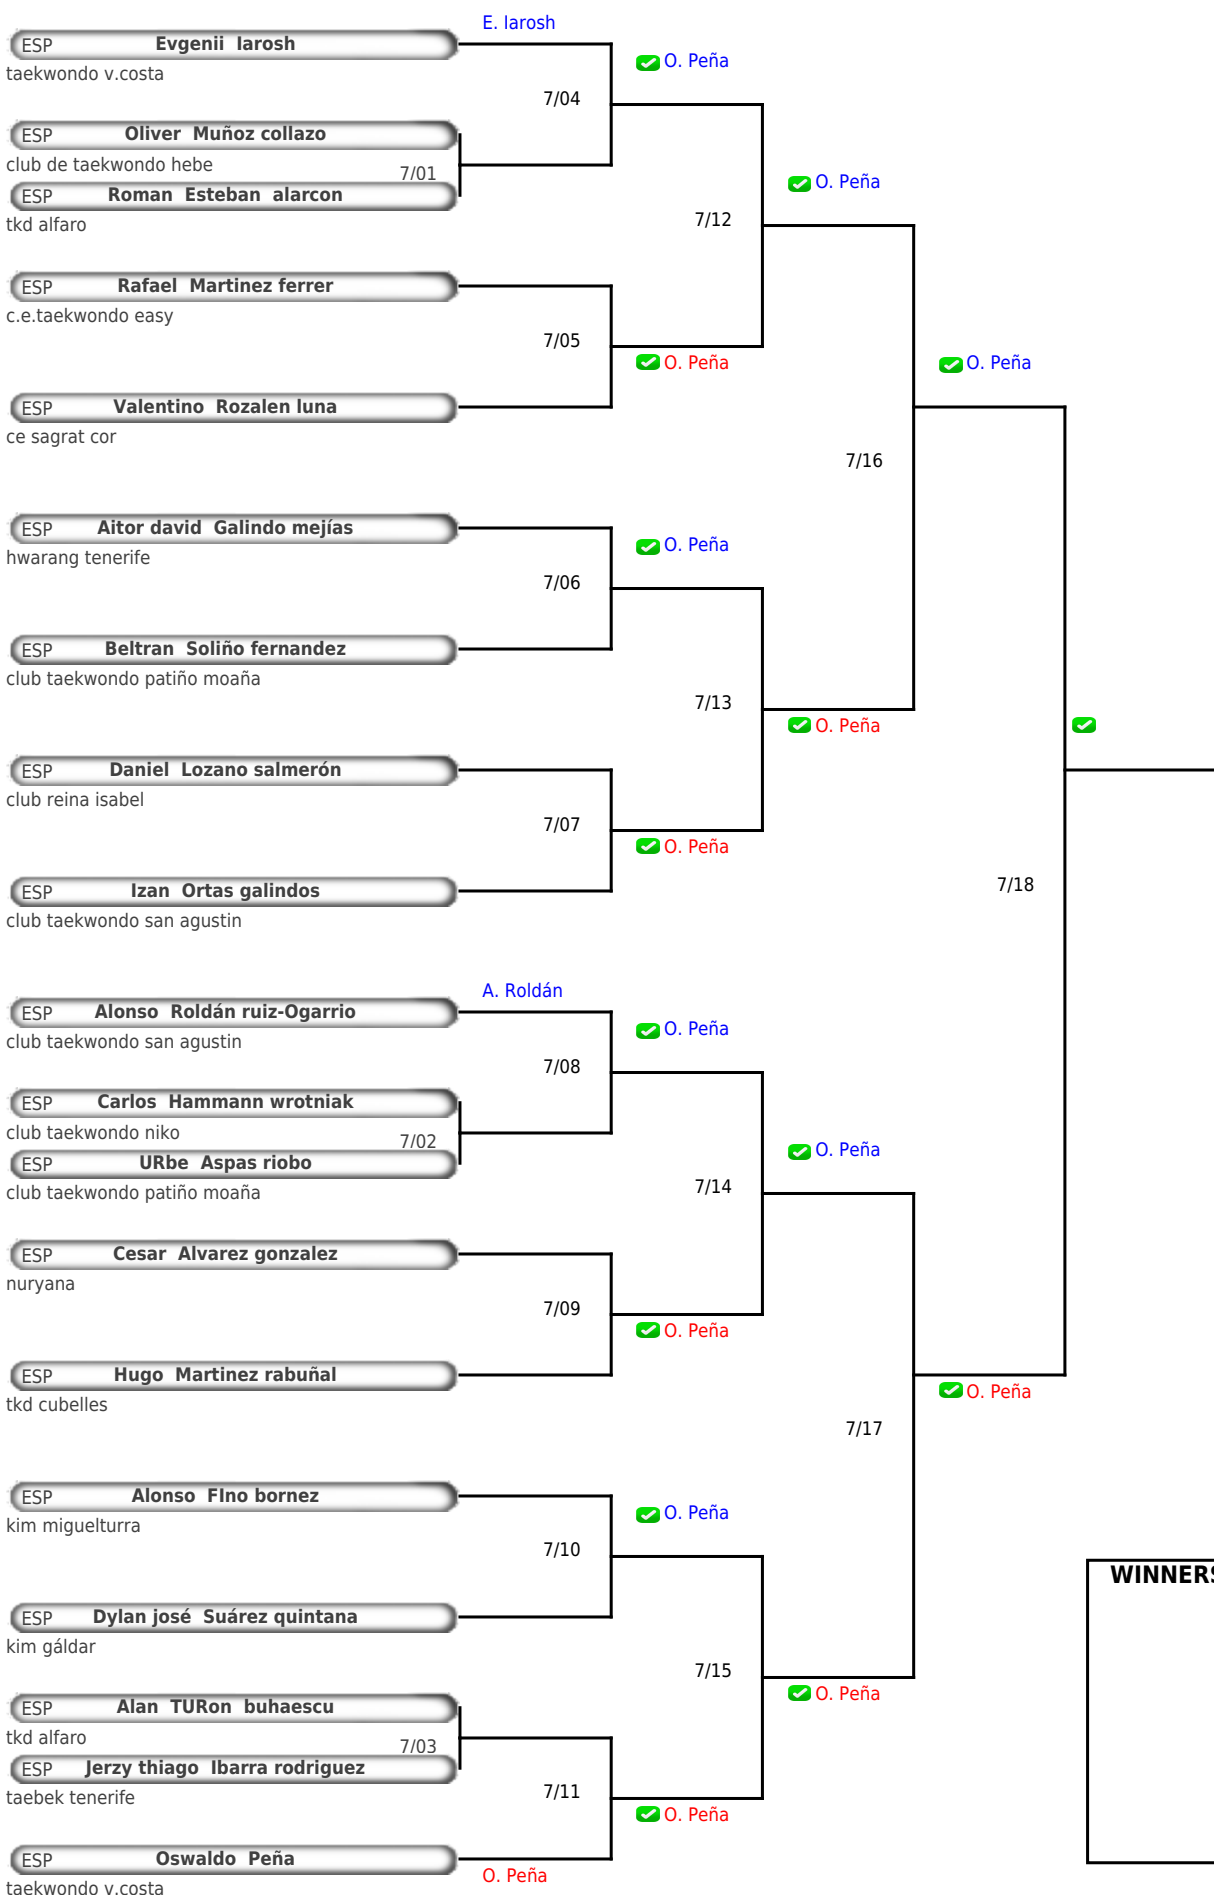 E. Iarosh
ESP Evgenii Iarosh
taekwondo v.costa
O. Peña
7/04
ESP Oliver Muñoz collazo
club de taekwondo hebe
7/01
ESP Roman Esteban alarcon
tkd alfaro
O. Peña
7/12
ESP Rafael Martinez ferrer
c.e.taekwondo easy
7/05
O. Peña
O. Peña
ESP Valentino Rozalen luna
ce sagrat cor
7/16
ESP Aitor david Galindo mejías
hwarang tenerife
O. Peña
7/06
ESP Beltran Soliño fernandez
club taekwondo patiño moaña
7/13
O. Peña
ESP Daniel Lozano salmerón
club reina isabel
7/07
O. Peña
7/18
ESP Izan Ortas galindos
club taekwondo san agustin
A. Roldán
ESP Alonso Roldán ruiz-Ogarrio
club taekwondo san agustin
O. Peña
7/08
ESP Carlos Hammann wrotniak
club taekwondo niko
7/02
ESP URbe Aspas riobo
club taekwondo patiño moaña
O. Peña
7/14
ESP Cesar Alvarez gonzalez
nuryana
7/09
O. Peña
ESP Hugo Martinez rabuñal
tkd cubelles
O. Peña
7/17
ESP Alonso FIno bornez
kim miguelturra
O. Peña
7/10
WINNERS
ESP Dylan josé Suárez quintana
kim gáldar
7/15
O. Peña
ESP Alan TURon buhaescu
tkd alfaro
7/03
ESP Jerzy thiago Ibarra rodriguez
taebek tenerife
7/11
O. Peña
ESP Oswaldo Peña
O. Peña
taekwondo v.costa